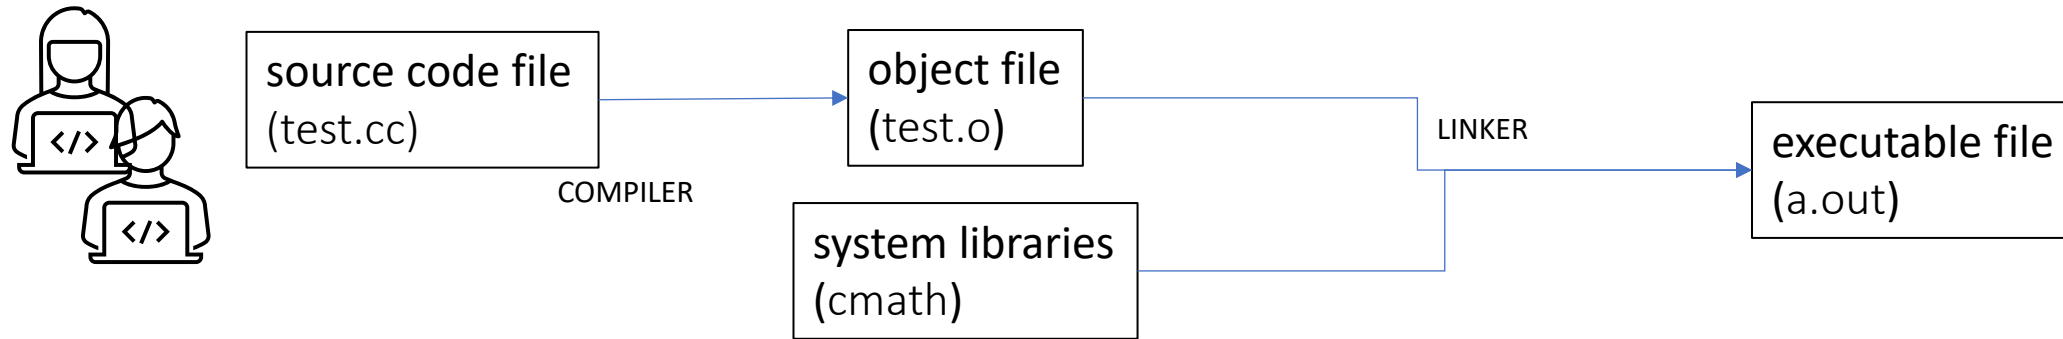 </>
</>
source code file
(test.cc)
COMPILER
object file
(test.o)
system libraries
(cmath)
LINKER
executable file
(a.out)